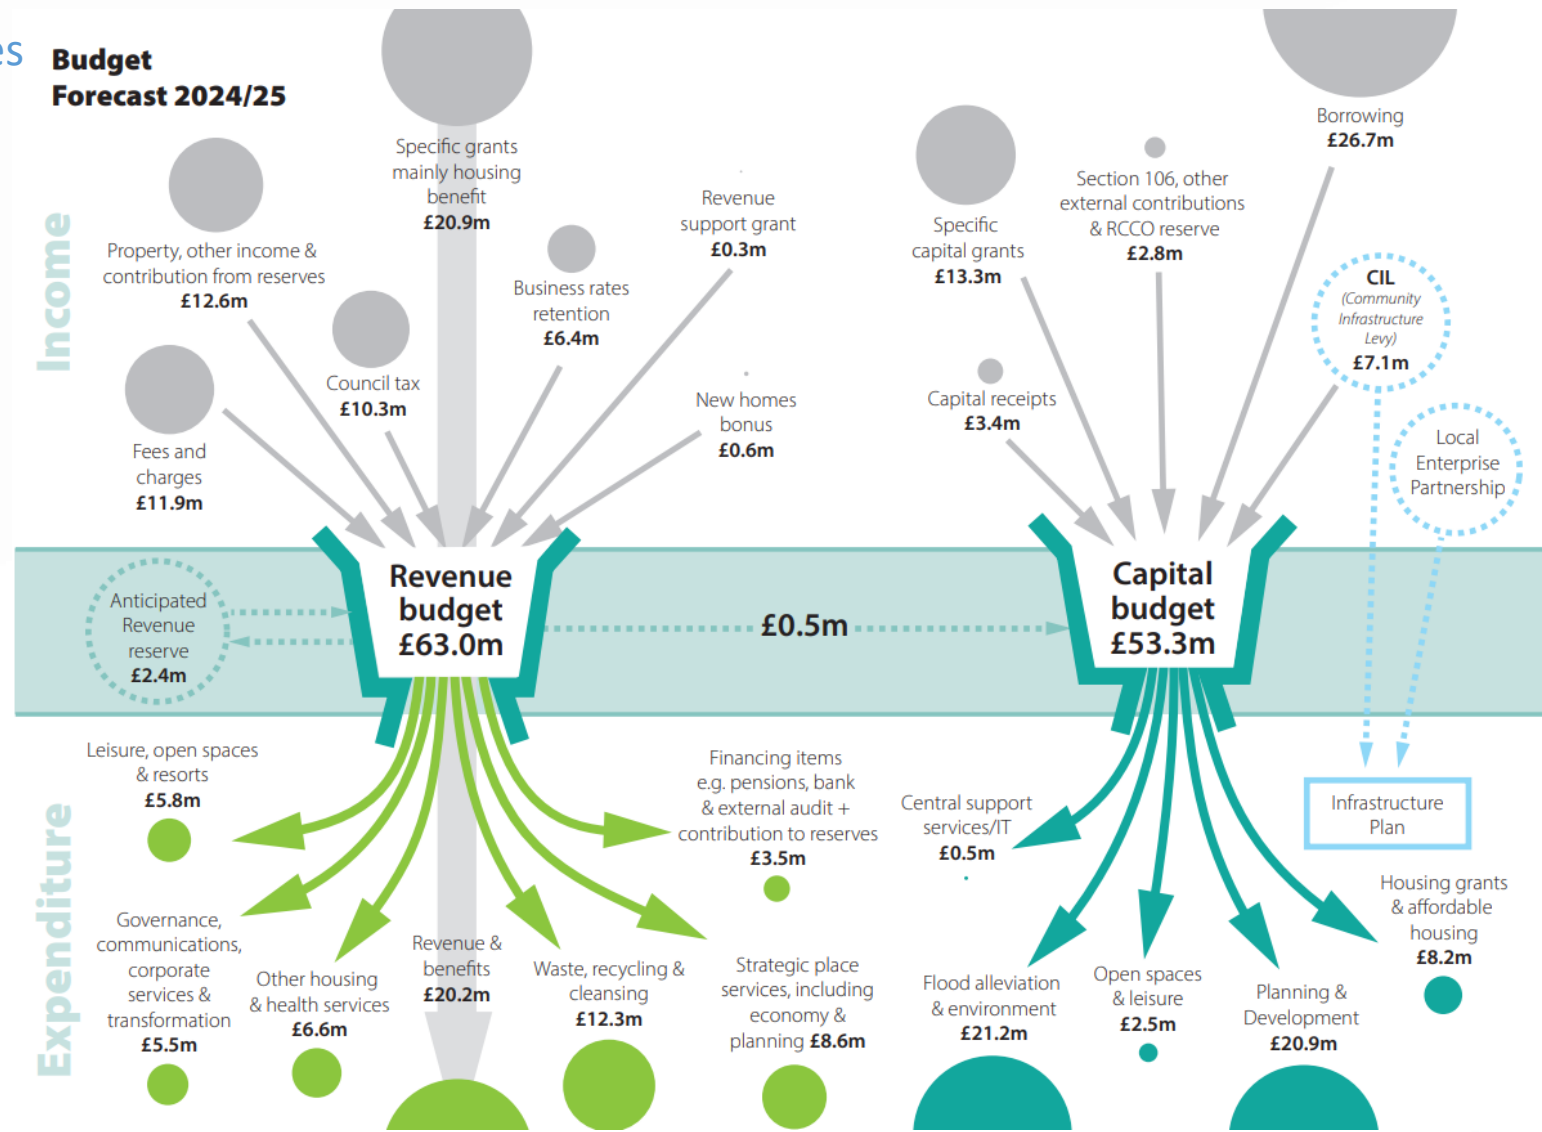 es
Budget
Forecast 2024/25
Income
Specific grants
mainly housing
benefit
£20.9m
Property, other income &
contribution from reserves
£12.6m
Fees and
charges
£11.9m
Council tax
£10.3m
Business rates
retention
£6.4m
Revenue
support grant
£0.3m
New homes
bonus
£0.6m
Specific
capital grants
£13.3m
Section 106, other
external contributions
& RCCO reserve
£2.8m
Borrowing
£26.7m
Capital receipts
£3.4m
CIL
(Community
Infrastructure
Levy)
£7.1m
Local
Enterprise
Partnership
Anticipated
Revenue
reserve
£2.4m
Revenue
budget
£63.0m
£0.5m
Capital
budget
£53.3m
Expenditure
Leisure, open spaces
& resorts
£5.8m
Governance,
communications,
corporate
services &
transformation
£5.5m
Other housing
& health services
£6.6m
Revenue &
benefits
£20.2m
Waste, recycling &
cleansing
£12.3m
Strategic place
services, including
economy &
planning £8.6m
Financing items
e.g. pensions, bank
& external audit +
contribution to reserves
£3.5m
Central support
services/IT
£0.5m
Flood alleviation
& environment
£21.2m
Open spaces
& leisure
£2.5m
Planning &
Development
£20.9m
Housing grants
& affordable
housing
£8.2m
Infrastructure
Plan